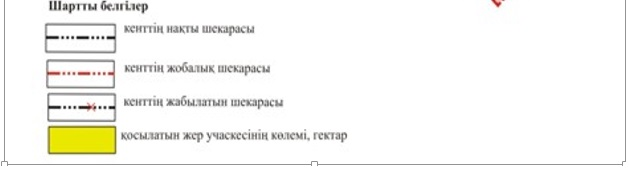 Шартты белгілер
кенттің нақты шекарасы
кенттің жобалық шекарасы
кенттің жабылатын шекарасы
қосылатын жер учаскесінің көлемі, гектар